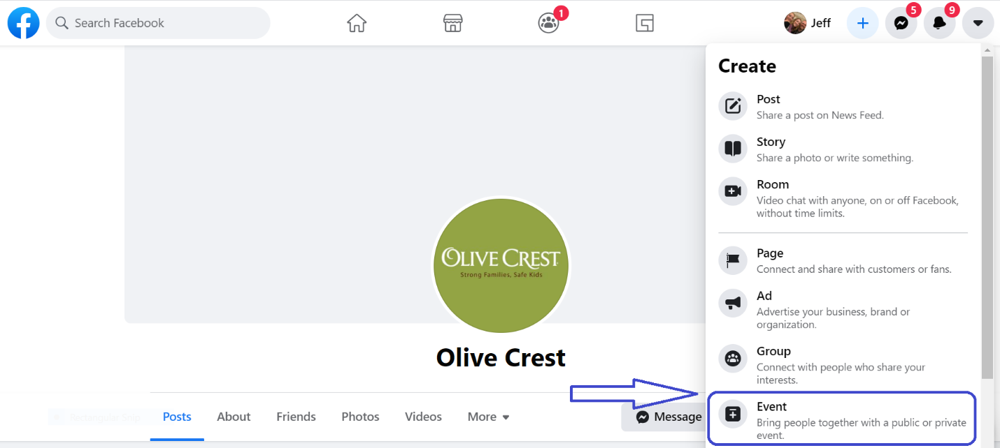 Search Facebook
1
Jeff
5
9
Create
Post
Share a post on News Feed.
Story
Share a photo or write something.
Room
Video chat with anyone, on or off Facebook,
without time limits.
Page
Connect and share with customers or fans.
Ad
Advertise your business, brand or
organization.
Group
Connect with people who share your
interests.
Event
Bring people together with a public or private
event.
OLIVE CREST
Strong Families, Safe Kids
Olive Crest
Rectangular Snip
Posts About Friends Photos Videos More
Message